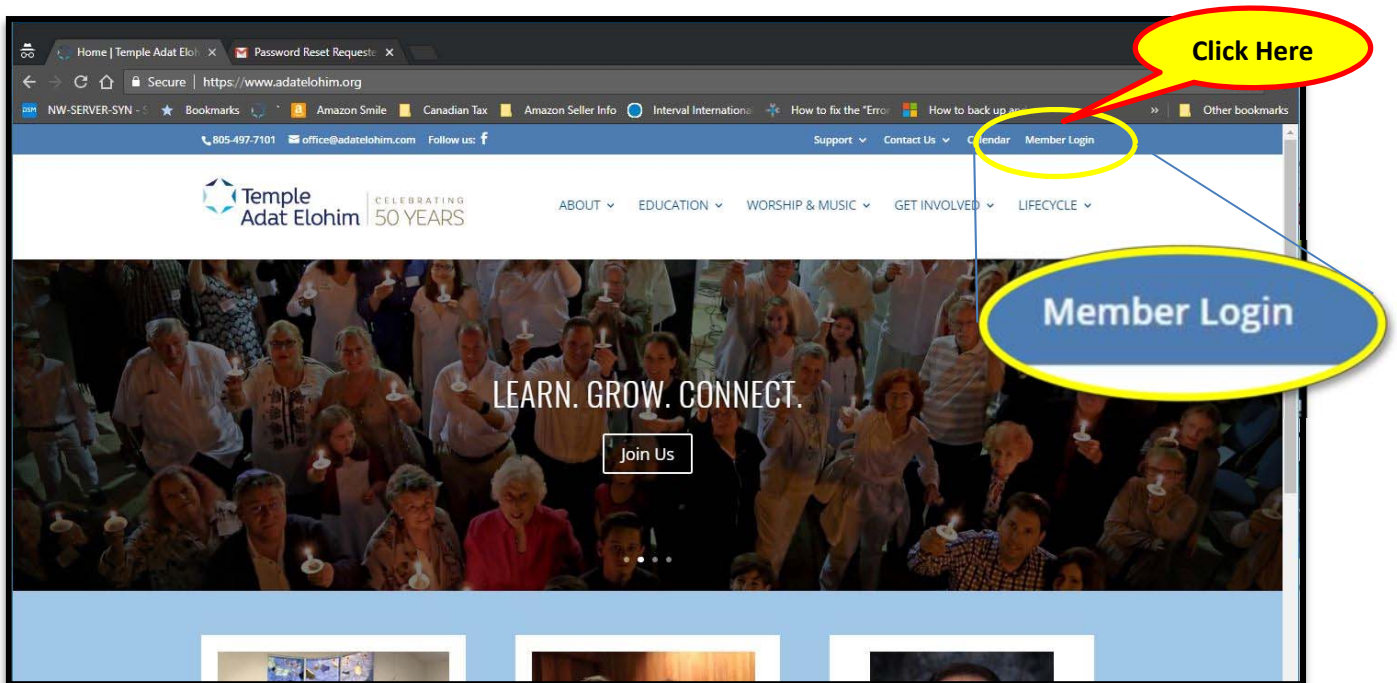 Click Here
Home | Temple Adat Eloh
Password Reset Requeste
Secure | https://www.adatelohim.org
NW-SERVER-SYN - S Bookmarks Amazon Smile Canadian Tax Amazon Seller Info Interval Internationa How to fix the "Error How to back up an » Other bookmarks
805-497-7101 office@adatelohim.com Follow us: f Support Contact Us Calendar Member Login
Temple
Adat Elohim
CELEBRATING
50 YEARS
ABOUT EDUCATION WORSHIP & MUSIC GET INVOLVED LIFECYCLE
Member Login
LEARN. GROW. CONNECT.
Join Us